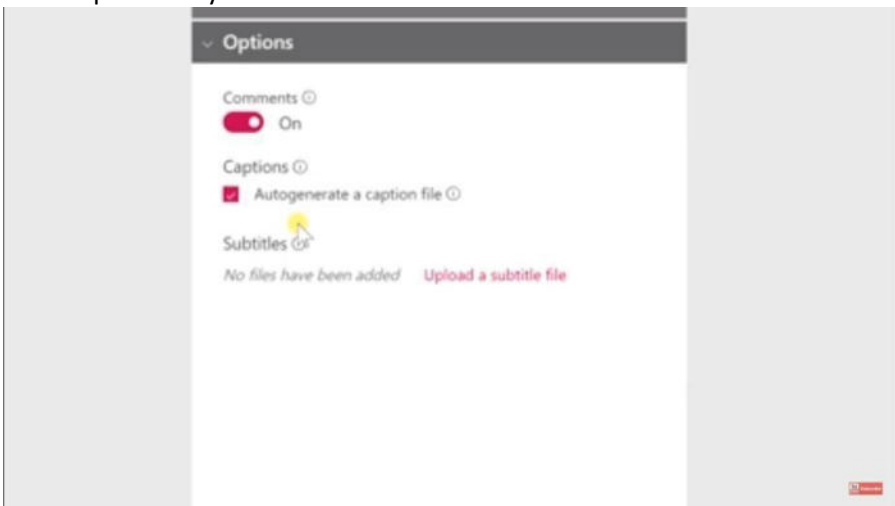 Options
Comments
On
Captions
Autogenerate a caption file
Subtitles
No files have been added Upload a subtitle file